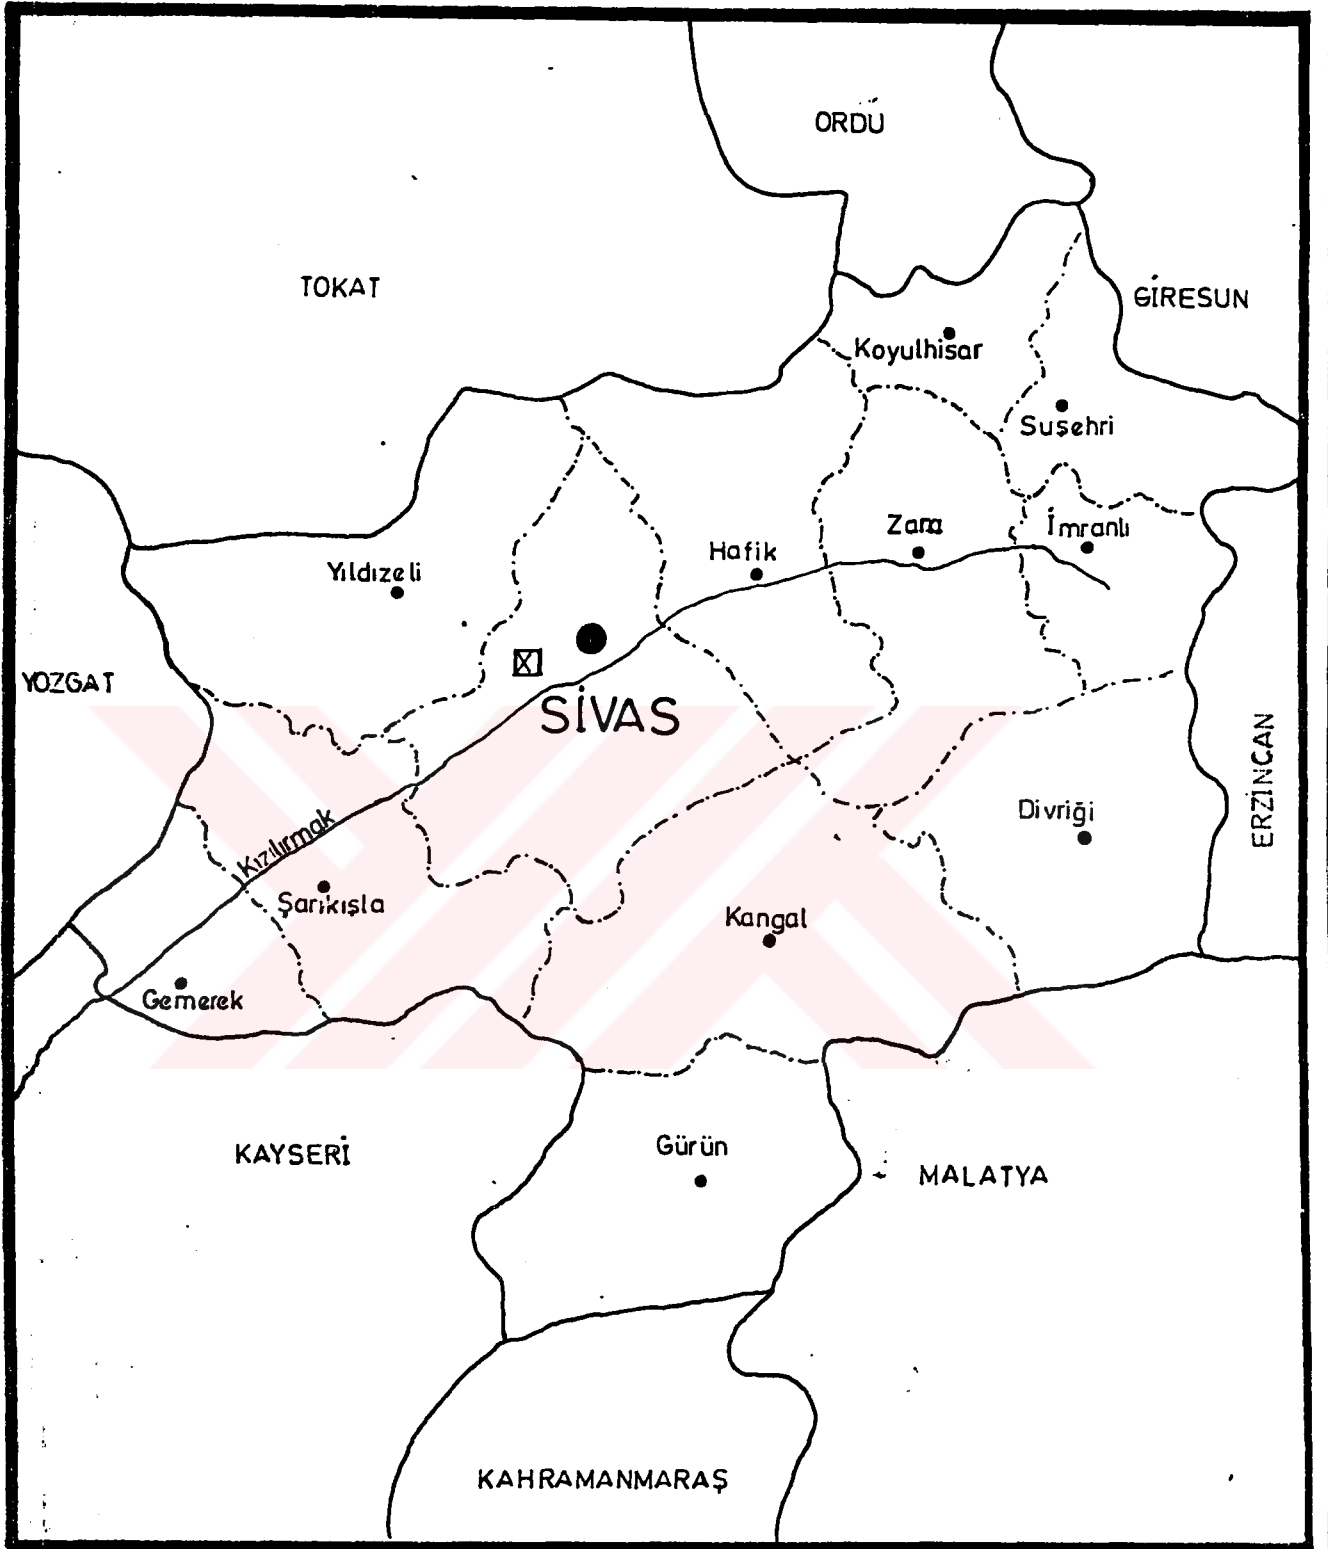 ORDU
TOKAT
GİRESUN
Koyulhisar
Suşehri
Zara
İmranlı
Hafik
Yıldızeli
YOZGAT
SİVAS
ERZİNCAN
Divriği
Kızılırmak
Şarkışla
Kangal
Gemerek
KAYSERİ
Gürün
MALATYA
KAHRAMANMARAŞ